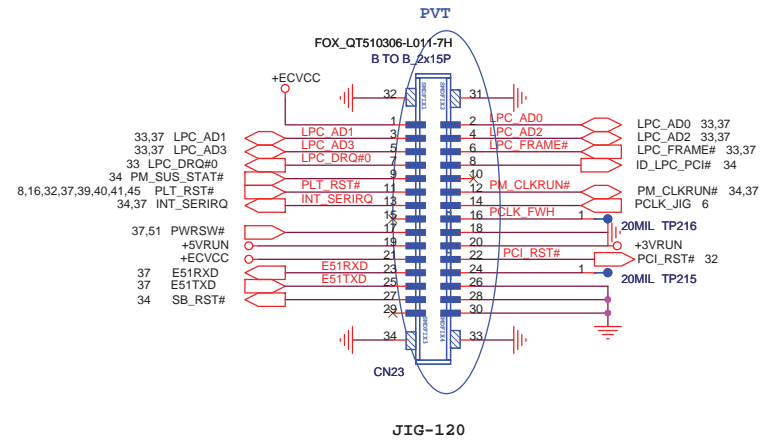 PVT
FOX_QT510306-L011-7H
B TO B_2x15P
+ECVCC
32 31
SMDFIX1 SMDFIX2
1 2 LPC_AD0 LPC_AD0 33,37
33,37 LPC_AD1 LPC_AD1 3 4 LPC_AD2 LPC_AD2 33,37
33,37 LPC_AD3 LPC_AD3 5 6 LPC_FRAME# LPC_FRAME# 33,37
33 LPC_DRQ#0 LPC_DRQ#0 7 8 ID_LPC_PCI# 34
34 PM_SUS_STAT# 9 10
8,16,32,37,39,40,41,45 PLT_RST# PLT_RST# 11 12 PM_CLKRUN# PM_CLKRUN# 34,37
34,37 INT_SERIRQ INT_SERIRQ 13 14 PCLK_JIG 6
15 16 PCLK_FWH 1 20MIL TP216
37,51 PWRSW# 17 18
+5VRUN 19 20 +3VRUN
+ECVCC 21 22 PCI_RST# PCI_RST# 32
37 E51RXD E51RXD 23 24 1 20MIL TP215
37 E51TXD E51TXD 25 26
34 SB_RST# 27 28
29 30
SMDFIX3 SMDFIX4
34 33
CN23
JIG-120